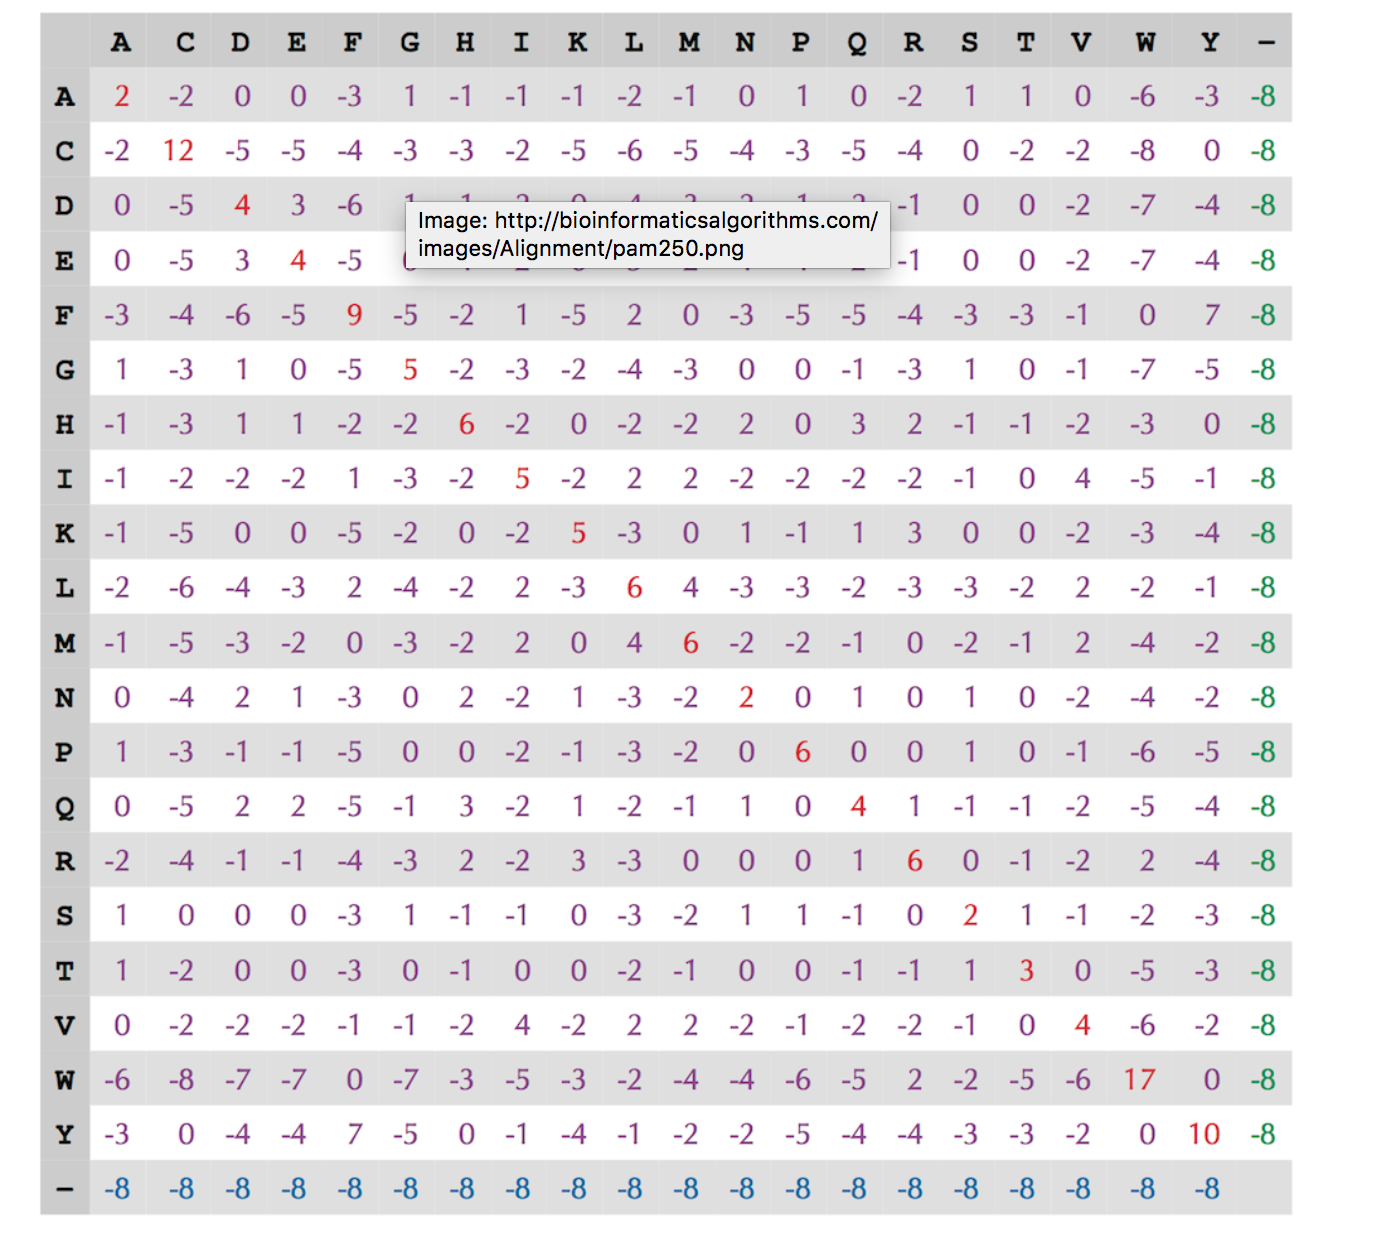 A C D E F G H I K L M N P Q R S T V W Y –
A 2 -2 0 0 -3 1 -1 -1 -1 -2 -1 0 1 0 -2 1 1 0 -6 -3 -8
C -2 12 -5 -5 -4 -3 -3 -2 -5 -6 -5 -4 -3 -5 -4 0 -2 -2 -8 0 -8
D 0 -5 4 3 -6 -1 0 0 -2 -7 -4 -8
Image: http://bioinformaticsalgorithms.com/
images/Alignment/pam250.png
E 0 -5 3 4 -5 -1 0 0 -2 -7 -4 -8
F -3 -4 -6 -5 9 -5 -2 1 -5 2 0 -3 -5 -5 -4 -3 -3 -1 0 7 -8
G 1 -3 1 0 -5 5 -2 -3 -2 -4 -3 0 0 -1 -3 1 0 -1 -7 -5 -8
H -1 -3 1 1 -2 -2 6 -2 0 -2 -2 2 0 3 2 -1 -1 -2 -3 0 -8
I -1 -2 -2 -2 1 -3 -2 5 -2 2 2 -2 -2 -2 -2 -1 0 4 -5 -1 -8
K -1 -5 0 0 -5 -2 0 -2 5 -3 0 1 -1 1 3 0 0 -2 -3 -4 -8
L -2 -6 -4 -3 2 -4 -2 2 -3 6 4 -3 -3 -2 -3 -3 -2 2 -2 -1 -8
M -1 -5 -3 -2 0 -3 -2 2 0 4 6 -2 -2 -1 0 -2 -1 2 -4 -2 -8
N 0 -4 2 1 -3 0 2 -2 1 -3 -2 2 0 1 0 1 0 -2 -4 -2 -8
P 1 -3 -1 -1 -5 0 0 -2 -1 -3 -2 0 6 0 0 1 0 -1 -6 -5 -8
Q 0 -5 2 2 -5 -1 3 -2 1 -2 -1 1 0 4 1 -1 -1 -2 -5 -4 -8
R -2 -4 -1 -1 -4 -3 2 -2 3 -3 0 0 0 1 6 0 -1 -2 2 -4 -8
S 1 0 0 0 -3 1 -1 -1 0 -3 -2 1 1 -1 0 2 1 -1 -2 -3 -8
T 1 -2 0 0 -3 0 -1 0 0 -2 -1 0 0 -1 -1 1 3 0 -5 -3 -8
V 0 -2 -2 -2 -1 -1 -2 4 -2 2 2 -2 -1 -2 -2 -1 0 4 -6 -2 -8
W -6 -8 -7 -7 0 -7 -3 -5 -3 -2 -4 -4 -6 -5 2 -2 -5 -6 17 0 -8
Y -3 0 -4 -4 7 -5 0 -1 -4 -1 -2 -2 -5 -4 -4 -3 -3 -2 0 10 -8
– -8 -8 -8 -8 -8 -8 -8 -8 -8 -8 -8 -8 -8 -8 -8 -8 -8 -8 -8 -8